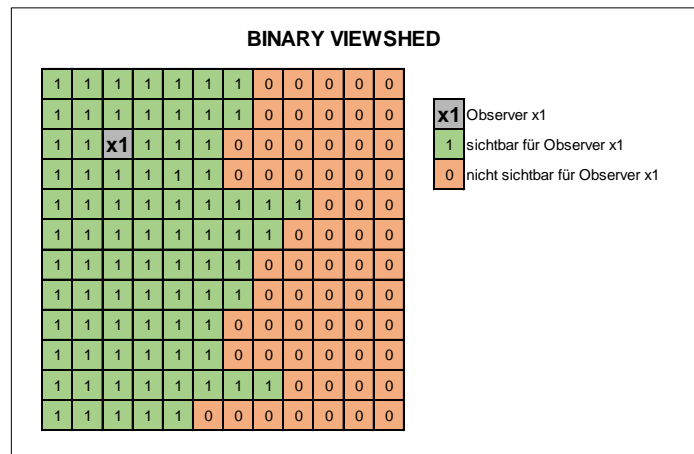 BINARY VIEWSHED
1 1 1 1 1 1 1 0 0 0 0 0
1 1 1 1 1 1 1 0 0 0 0 0
1 1 x1 1 1 1 0 0 0 0 0 0
1 1 1 1 1 1 0 0 0 0 0 0
1 1 1 1 1 1 1 1 1 0 0 0
1 1 1 1 1 1 1 1 0 0 0 0
1 1 1 1 1 1 1 0 0 0 0 0
1 1 1 1 1 1 1 0 0 0 0 0
1 1 1 1 1 1 0 0 0 0 0 0
1 1 1 1 1 1 0 0 0 0 0 0
1 1 1 1 1 1 1 1 0 0 0 0
1 1 1 1 1 0 0 0 0 0 0 0
x1 Observer x1
1 sichtbar für Observer x1
0 nicht sichtbar für Observer x1